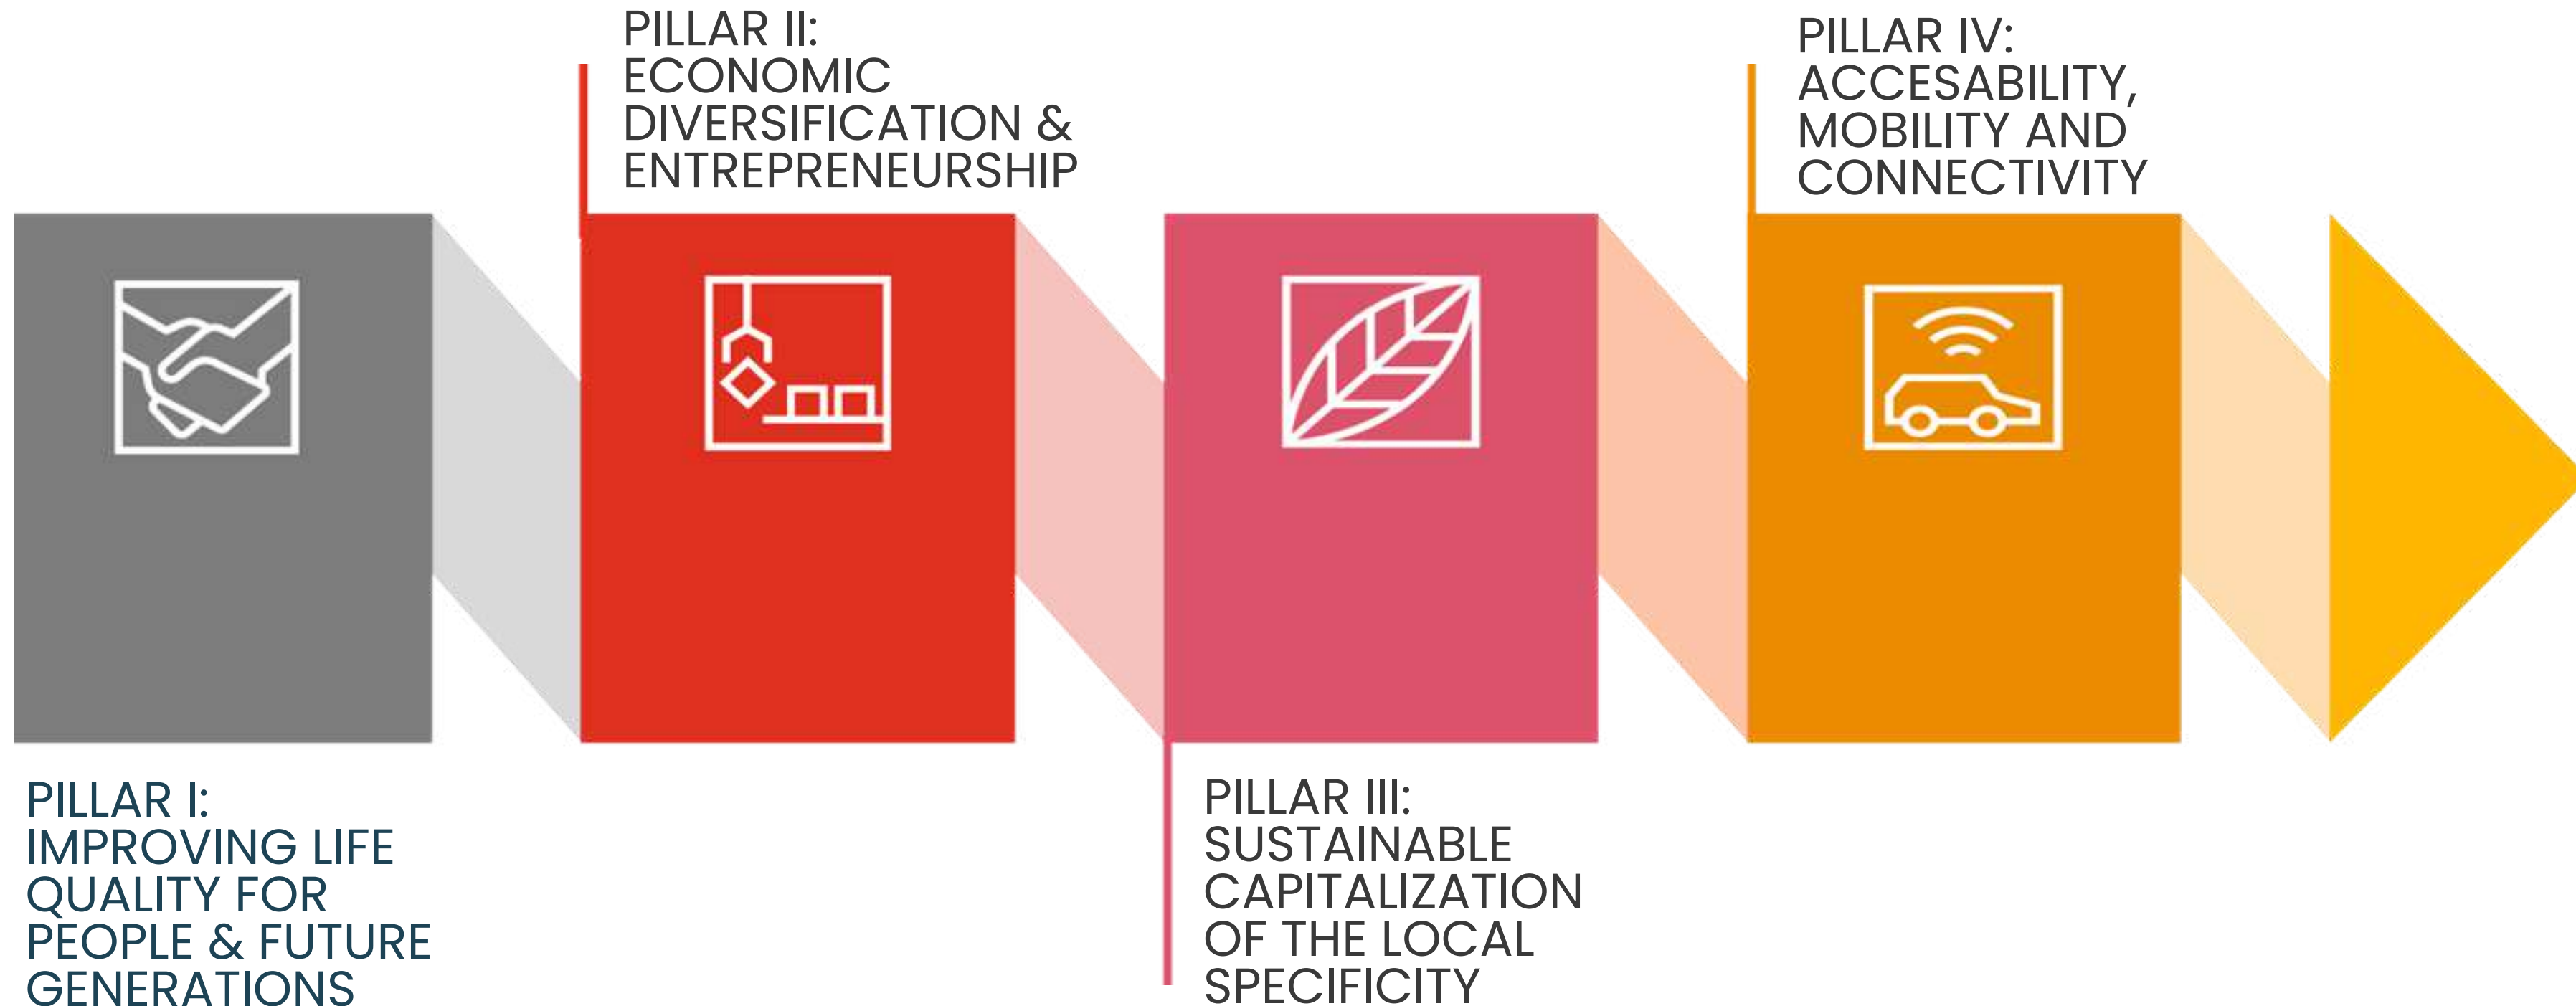 PILLAR I:
IMPROVING LIFE
QUALITY FOR
PEOPLE & FUTURE
GENERATIONS
PILLAR II:
ECONOMIC
DIVERSIFICATION &
ENTREPRENEURSHIP
PILLAR III:
SUSTAINABLE
CAPITALIZATION
OF THE LOCAL
SPECIFICITY
PILLAR IV:
ACCESABILITY,
MOBILITY AND
CONNECTIVITY